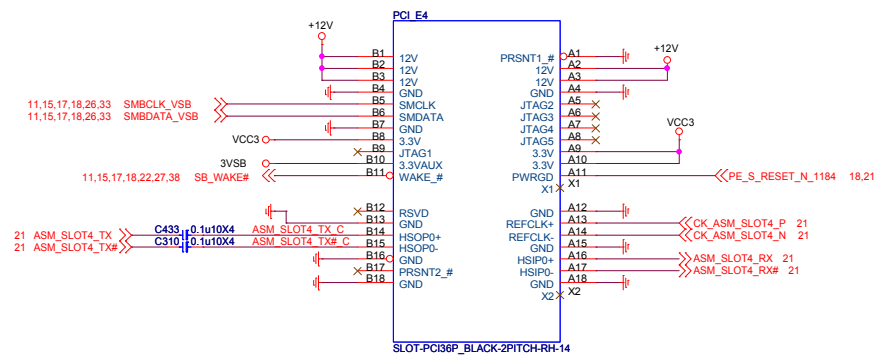 PCI_E4
+12V
B1 12V
B2 12V
B3 12V
B4 GND
11,15,17,18,26,33 SMBCLK_VSB B5 SMCLK
11,15,17,18,26,33 SMBDATA_VSB B6 SMDATA
B7 GND
VCC3 B8 3.3V
B9 JTAG1
3VSB B10 3.3VAUX
11,15,17,18,22,27,38 SB_WAKE# B11 WAKE_#
B12 RSVD
B13 GND
21 ASM_SLOT4_TX C433 0.1u10X4 ASM_SLOT4_TX_C B14 HSOP0+
21 ASM_SLOT4_TX# C310 0.1u10X4 ASM_SLOT4_TX#_C B15 HSOP0-
B16 GND
B17 PRSNT2_#
B18 GND
+12V
PRSNT1_# A1
12V A2
12V A3
GND A4
JTAG2 A5
JTAG3 A6
JTAG4 A7
JTAG5 A8
VCC3
3.3V A9
3.3V A10
PWRGD A11 PE_S_RESET_N_1184 18,21
X1 X1
GND A12
REFCLK+ A13 CK_ASM_SLOT4_P 21
REFCLK- A14 CK_ASM_SLOT4_N 21
GND A15
HSIP0+ A16 ASM_SLOT4_RX 21
HSIP0- A17 ASM_SLOT4_RX# 21
GND A18
X2 X2
SLOT-PCI36P_BLACK-2PITCH-RH-14